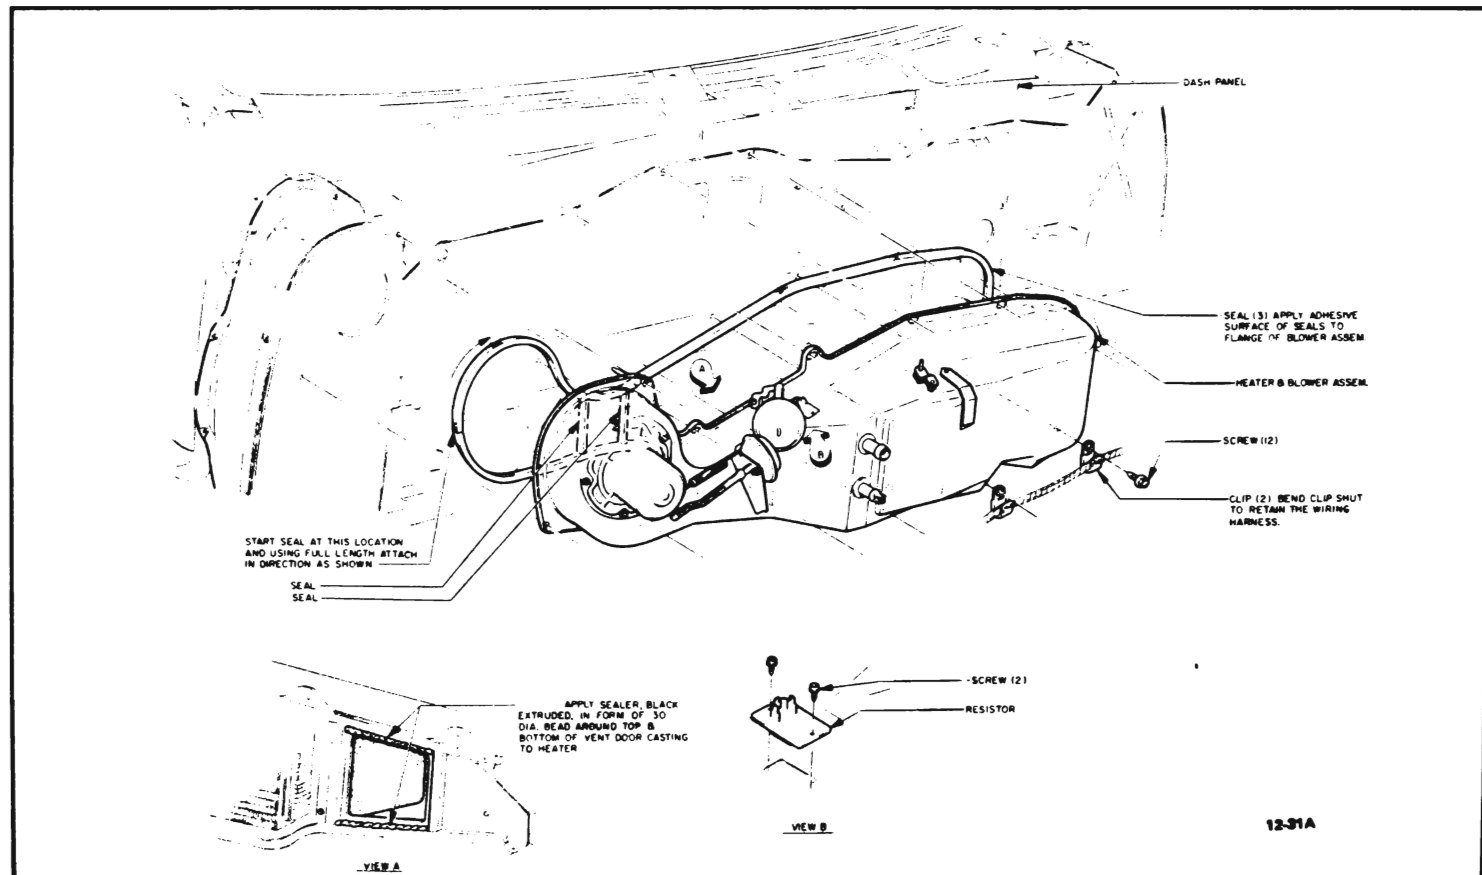 DASH PANEL
SEAL (3) APPLY ADHESIVE
SURFACE OF SEALS TO
FLANGE OF BLOWER ASSEM.
HEATER & BLOWER ASSEM.
SCREW (12)
CLIP (2) BEND CLIP SHUT
TO RETAIN THE WIRING
HARNESS.
A
B
START SEAL AT THIS LOCATION
AND USING FULL LENGTH ATTACH
IN DIRECTION AS SHOWN
SEAL
SEAL
APPLY SEALER, BLACK
EXTRUDED, IN FORM OF 30
DIA. BEAD AROUND TOP &
BOTTOM OF VENT DOOR CASTING
TO HEATER
VIEW A
SCREW (2)
RESISTOR
VIEW B
12-31A